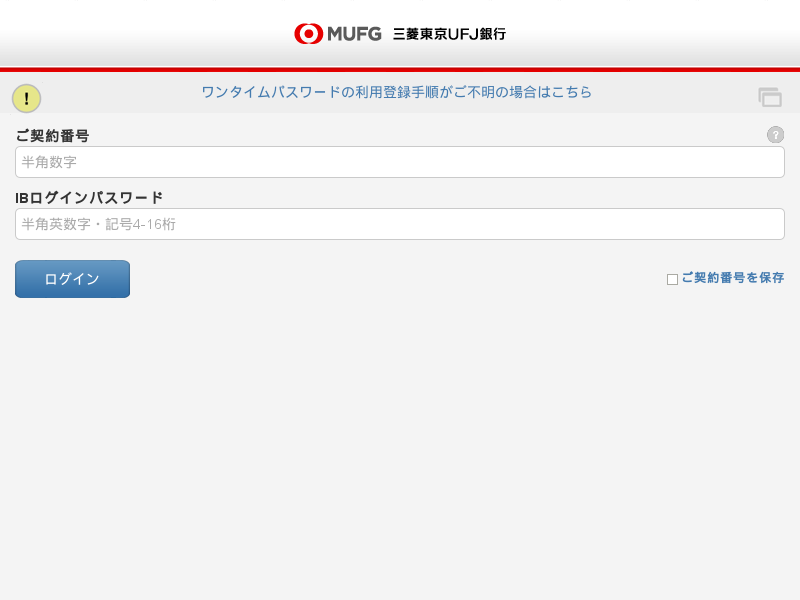 MUFG 三菱東京UFJ銀行
! ワンタイムパスワードの利用登録手順がご不明の場合はこちら
ご契約番号 ?
半角数字
IBログインパスワード
半角英数字・記号4-16桁
ログイン ご契約番号を保存